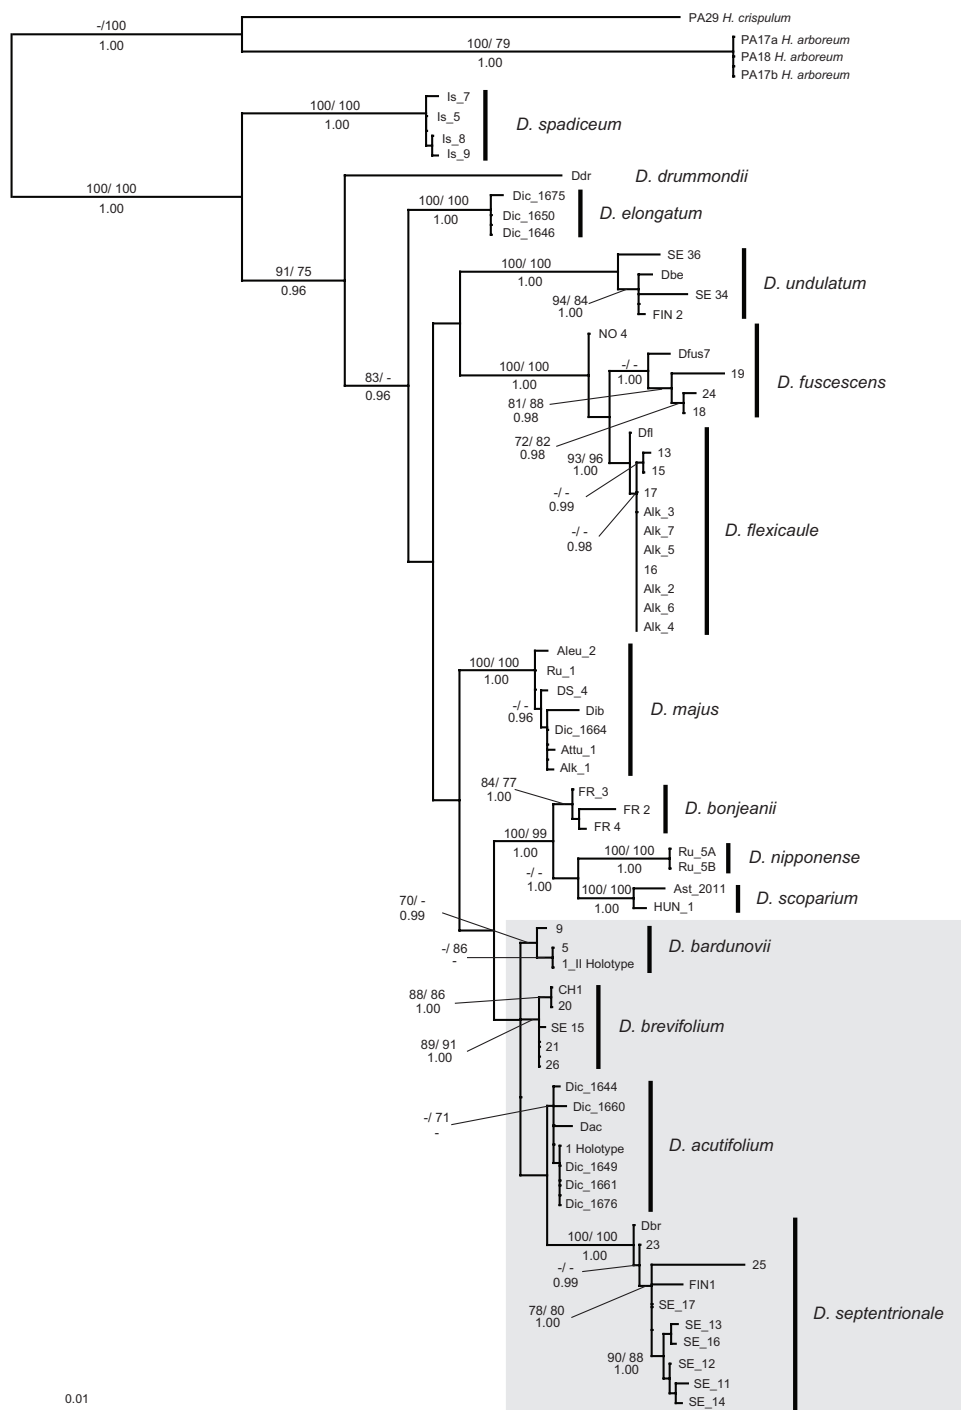 PA29 H. crispulum
-/100
1.00
PA17a H. arboreum
100/ 79
PA18 H. arboreum
1.00
PA17b H. arboreum
Is_7
100/ 100
Is_5
1.00
D. spadiceum
Is_8
Is_9
Ddr
D. drummondii
100/ 100
1.00
Dic_1675
100/ 100
Dic_1650
1.00
D. elongatum
Dic_1646
SE 36
100/ 100
1.00
Dbe
91/ 75
0.96
D. undulatum
SE 34
94/ 84
1.00
FIN 2
NO 4
Dfus7
-/ -
1.00
100/ 100
1.00
19
83/ -
0.96
D. fuscescens
24
81/ 88
0.98
18
Dfl
72/ 82
0.98
13
93/ 96
1.00
15
17
-/ -
0.99
Alk_3
Alk_7
D. flexicaule
-/ -
0.98
Alk_5
16
Alk_2
Alk_6
Alk_4
Aleu_2
100/ 100
1.00
Ru_1
DS_4
-/ -
0.96
Dib
D. majus
Dic_1664
Attu_1
Alk_1
84/ 77
1.00
FR_3
FR 2
D. bonjeanii
FR 4
100/ 99
1.00
Ru_5A
100/ 100
1.00
Ru_5B
D. nipponense
-/ -
1.00
Ast_2011
100/ 100
1.00
HUN_1
D. scoparium
70/ -
0.99
9
5
-/ 86
-
1_II Holotype
D. bardunovii
CH1
88/ 86
1.00
20
SE 15
D. brevifolium
89/ 91
1.00
21
26
Dic_1644
Dic_1660
-/ 71
-
Dac
1 Holotype
D. acutifolium
Dic_1649
Dic_1661
Dic_1676
Dbr
100/ 100
1.00
23
-/ -
0.99
25
FIN1
78/ 80
1.00
SE_17
D. septentrionale
SE_13
SE_16
90/ 88
1.00
SE_12
SE_11
SE_14
0.01